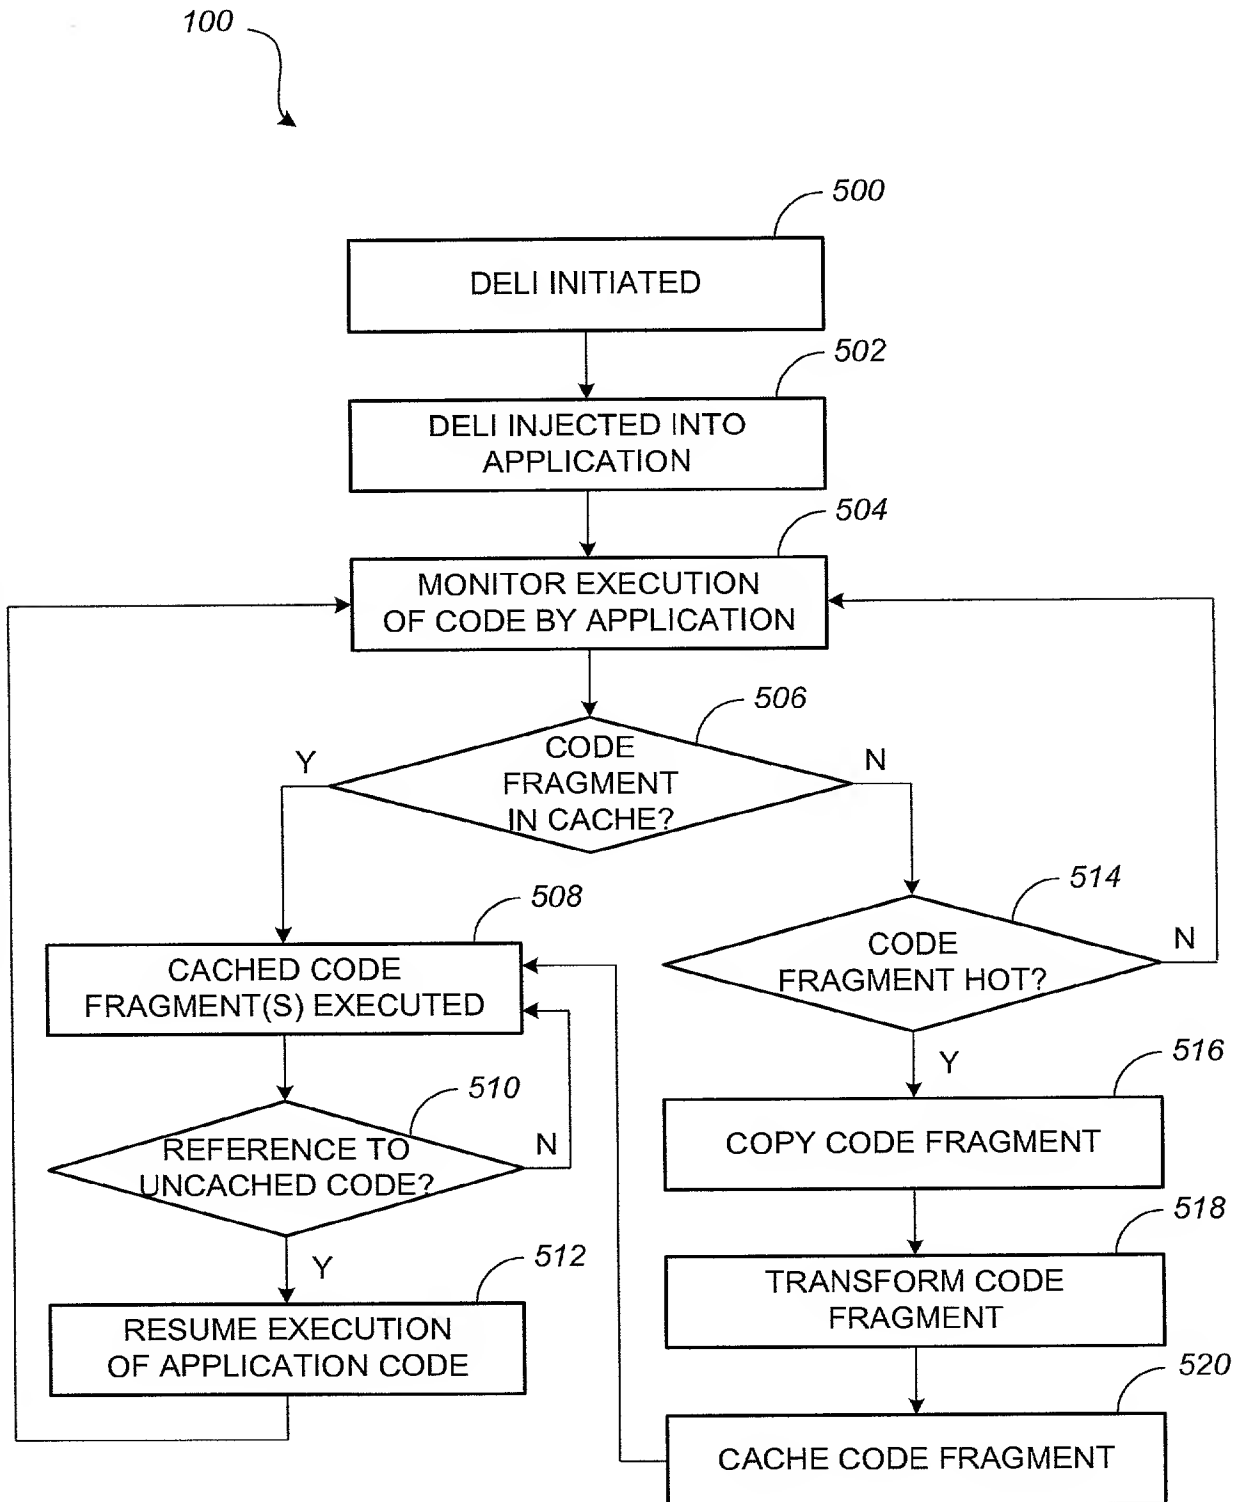 100
500
DELI INITIATED
502
DELI INJECTED INTO
APPLICATION
504
MONITOR EXECUTION
OF CODE BY APPLICATION
506
Y
CODE
FRAGMENT
IN CACHE?
N
508
CACHED CODE
FRAGMENT(S) EXECUTED
514
CODE
FRAGMENT HOT?
N
Y
510
REFERENCE TO
UNCACHED CODE?
N
Y
516
COPY CODE FRAGMENT
512
RESUME EXECUTION
OF APPLICATION CODE
518
TRANSFORM CODE
FRAGMENT
520
CACHE CODE FRAGMENT